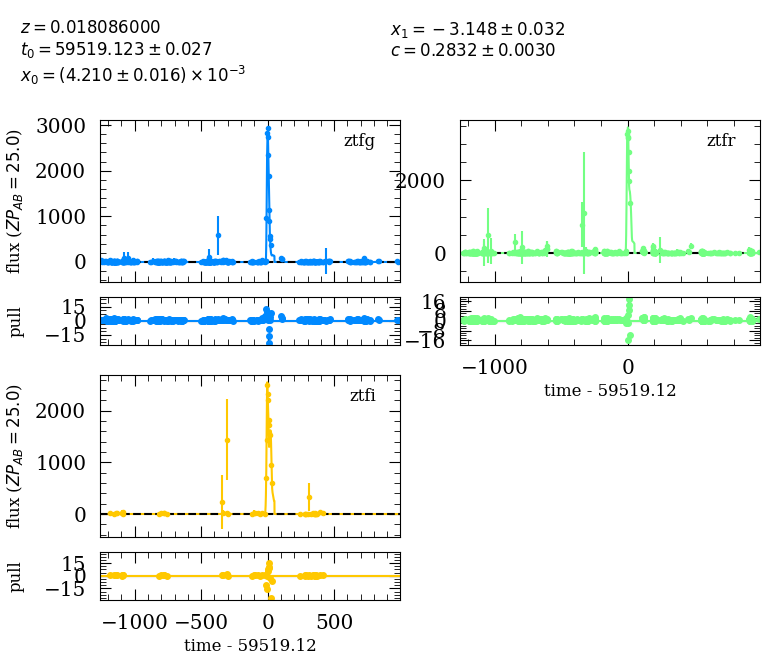 z = 0.018086000
t₀ = 59519.123 ± 0.027
x₀ = (4.210 ± 0.016) × 10⁻³
x₁ = −3.148 ± 0.032
c = 0.2832 ± 0.0030
ztfg
flux (ZP_AB = 25.0)
3000
2000
1000
0
pull
15
0
−15
ztfr
2000
0
16
8
0
−8
−16
−1000
0
time - 59519.12
ztfi
flux (ZP_AB = 25.0)
2000
1000
0
pull
15
0
−15
−1000 −500 0 500
time - 59519.12